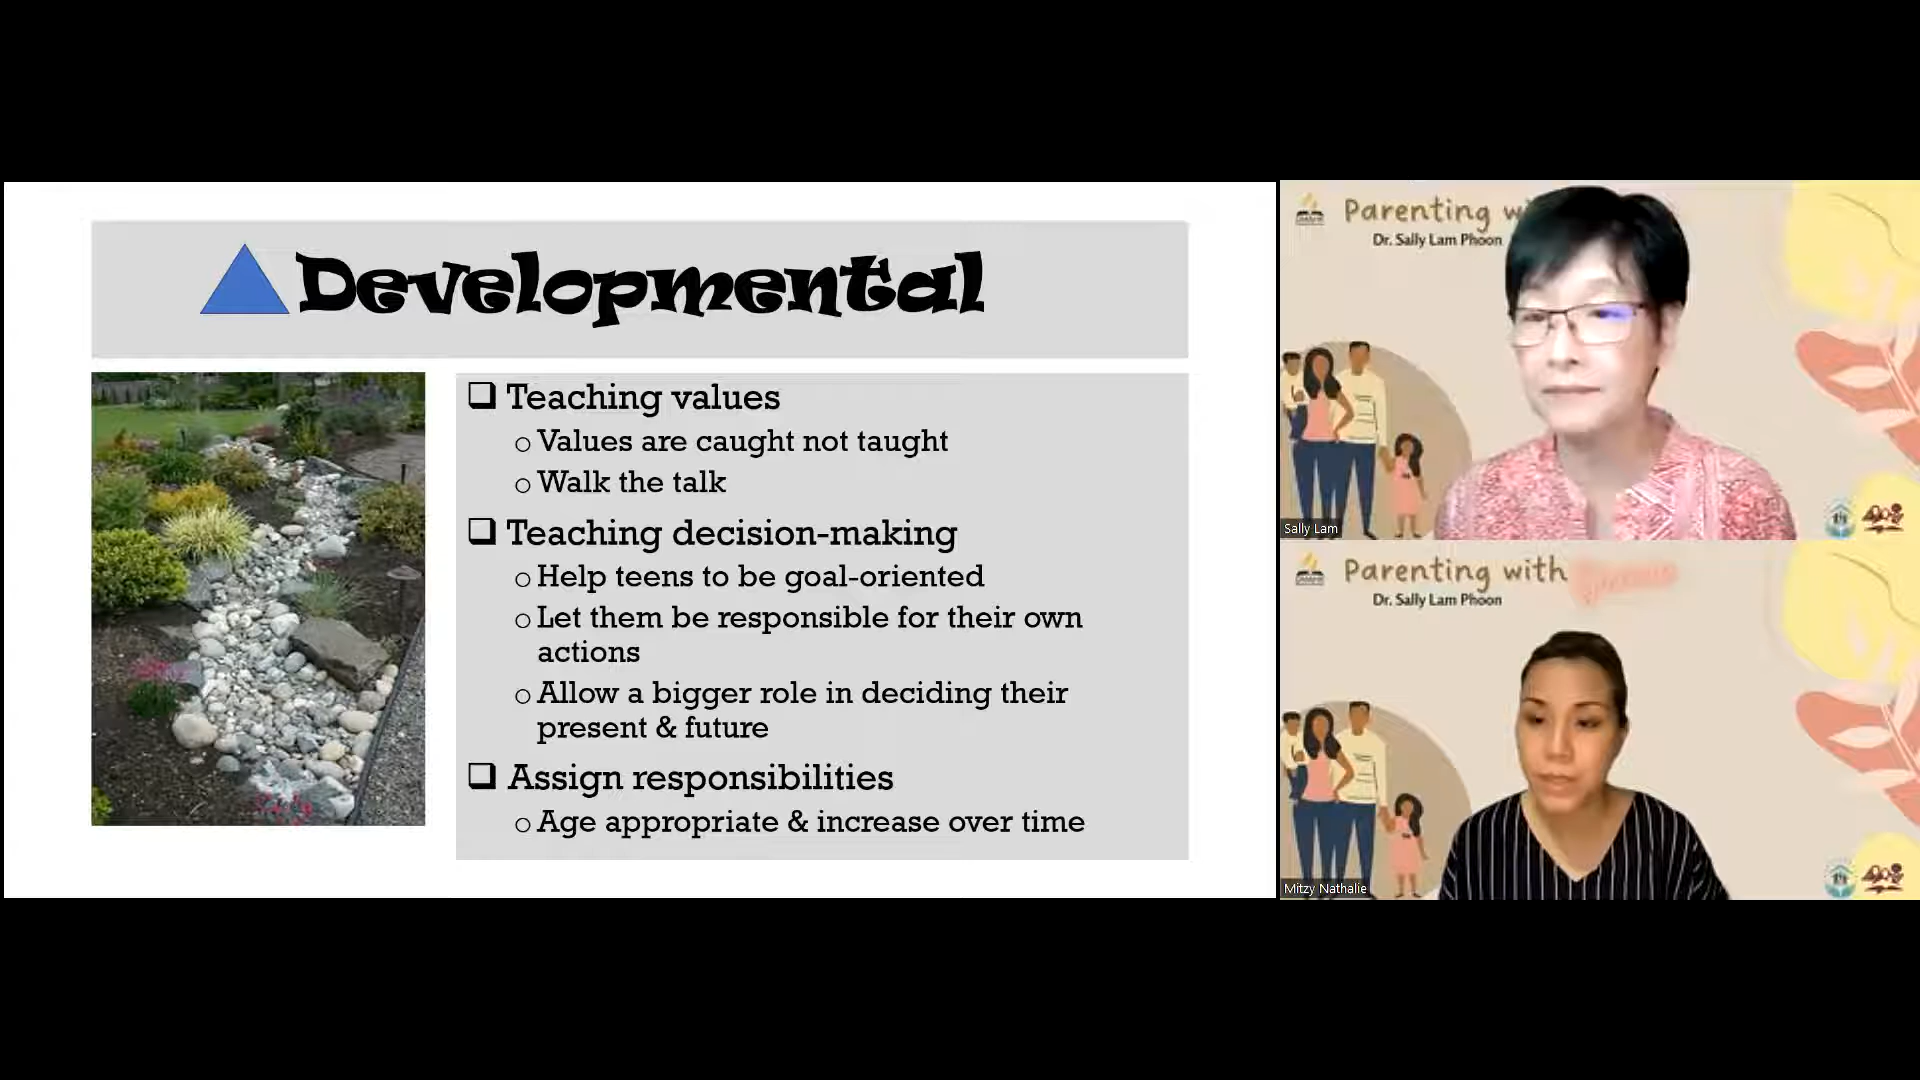 Developmental
Teaching values
Values are caught not taught
Walk the talk
Teaching decision-making
Help teens to be goal-oriented
Let them be responsible for their own
actions
Allow a bigger role in deciding their
present & future
Assign responsibilities
Age appropriate & increase over time
Parenting w
Dr. Sally Lam Phoon
Sally Lam
Parenting with
Dr. Sally Lam Phoon
Mitzy Nathalie